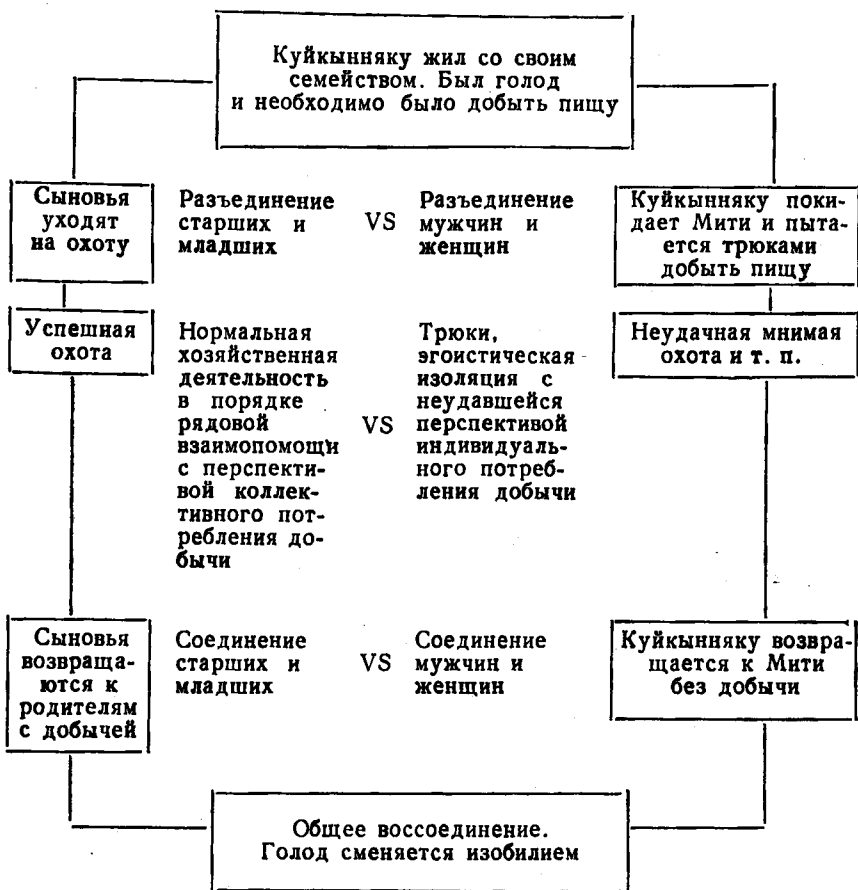 Куйкынняку жил со своим
семейством. Был голод
и необходимо было добыть пищу
Сыновья
уходят
на охоту
Разъединение
старших и
младших
VS
Разъединение
мужчин и
женщин
Куйкынняку поки-
дает Мити и пыта-
ется трюками
добыть пищу
Успешная
охота
Нормальная
хозяйственная
деятельность
в порядке
рядовой
взаимопомощи
с перспекти-
вой коллек-
тивного пот-
ребления до-
бычи
VS
Трюки,
эгоистическая
изоляция с
неудавшейся
перспективой
индивидуаль-
ного потреб-
ления добычи
Неудачная мнимая
охота и т. п.
Сыновья
возвраща-
ются к
родителям
с добычей
Соединение
старших и
младших
VS
Соединение
мужчин и
женщин
Куйкынняку возвра-
щается к Мити
без добычи
Общее воссоединение.
Голод сменяется изобилием